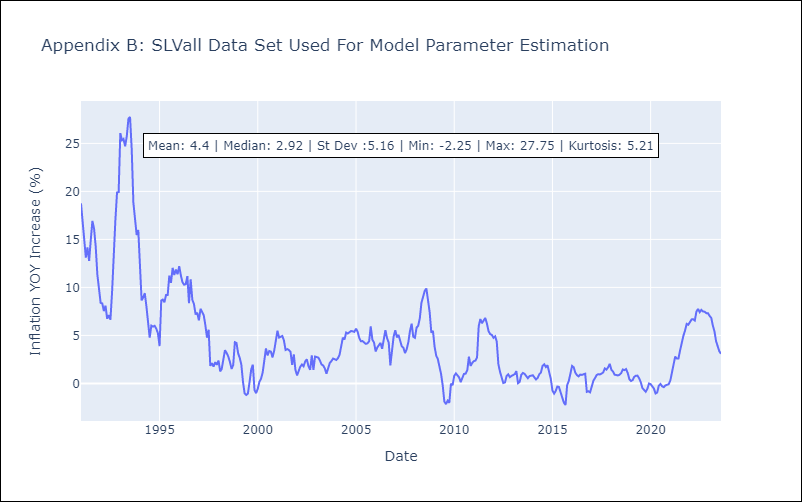 Appendix B: SLVall Data Set Used For Model Parameter Estimation
Mean: 4.4 | Median: 2.92 | St Dev :5.16 | Min: -2.25 | Max: 27.75 | Kurtosis: 5.21
Inflation YOY Increase (%)
25
20
15
10
5
0
1995 2000 2005 2010 2015 2020
Date